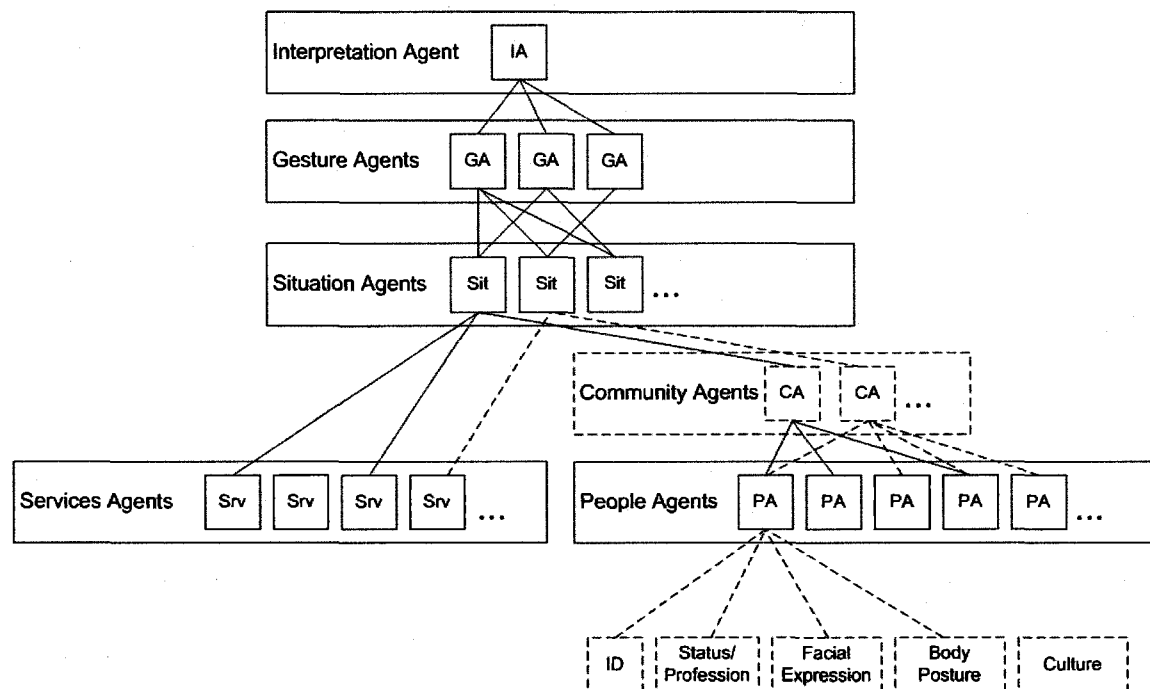 Interpretation Agent IA
Gesture Agents GA GA GA
Situation Agents Sit Sit Sit ...
Community Agents CA CA ...
Services Agents Srv Srv Srv Srv ...
People Agents PA PA PA PA PA ...
ID
Status/
Profession
Facial
Expression
Body
Posture
Culture